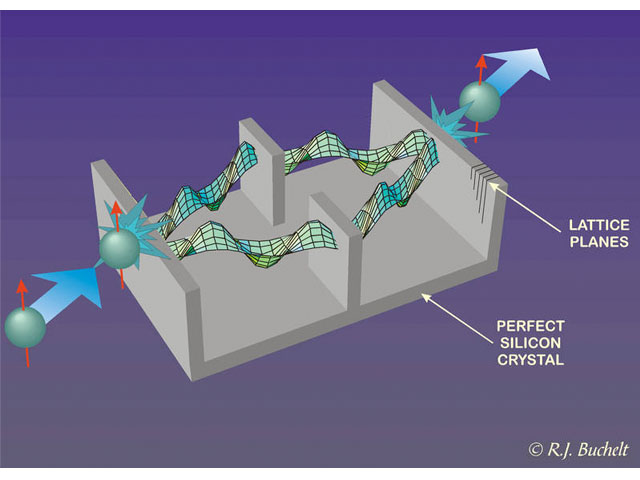 LATTICE
PLANES
PERFECT
SILICON
CRYSTAL
© R.J. Buchelt